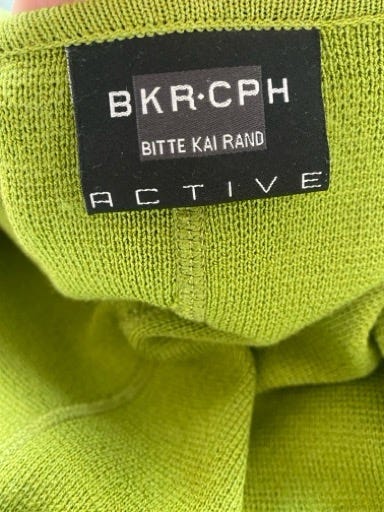 BKR·CPH
BITTE KAI RAND
ACTIVE